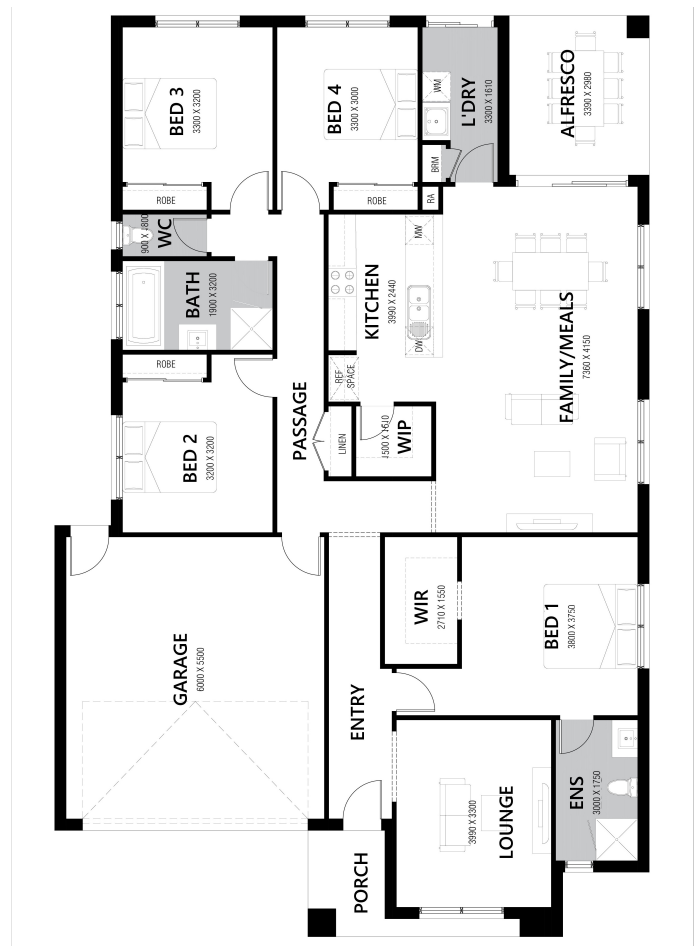 BED 3
3300 X 3200
ROBE
BED 4
3300 X 3000
ROBE
WM
L'DRY
3300 X 1610
BRM
RA
ALFRESCO
3390 X 2980
WC
900 X 1800
BATH
1900 X 3200
ROBE
BED 2
3200 X 3200
PASSAGE
LINEN
KITCHEN
3990 X 2440
MW
DW
REF
SPACE
WIP
1500 X 1510
FAMILY/MEALS
7360 X 4150
GARAGE
6000 X 5500
ENTRY
WIR
2710 X 1550
BED 1
3800 X 3750
LOUNGE
3990 X 3300
ENS
3000 X 1750
PORCH